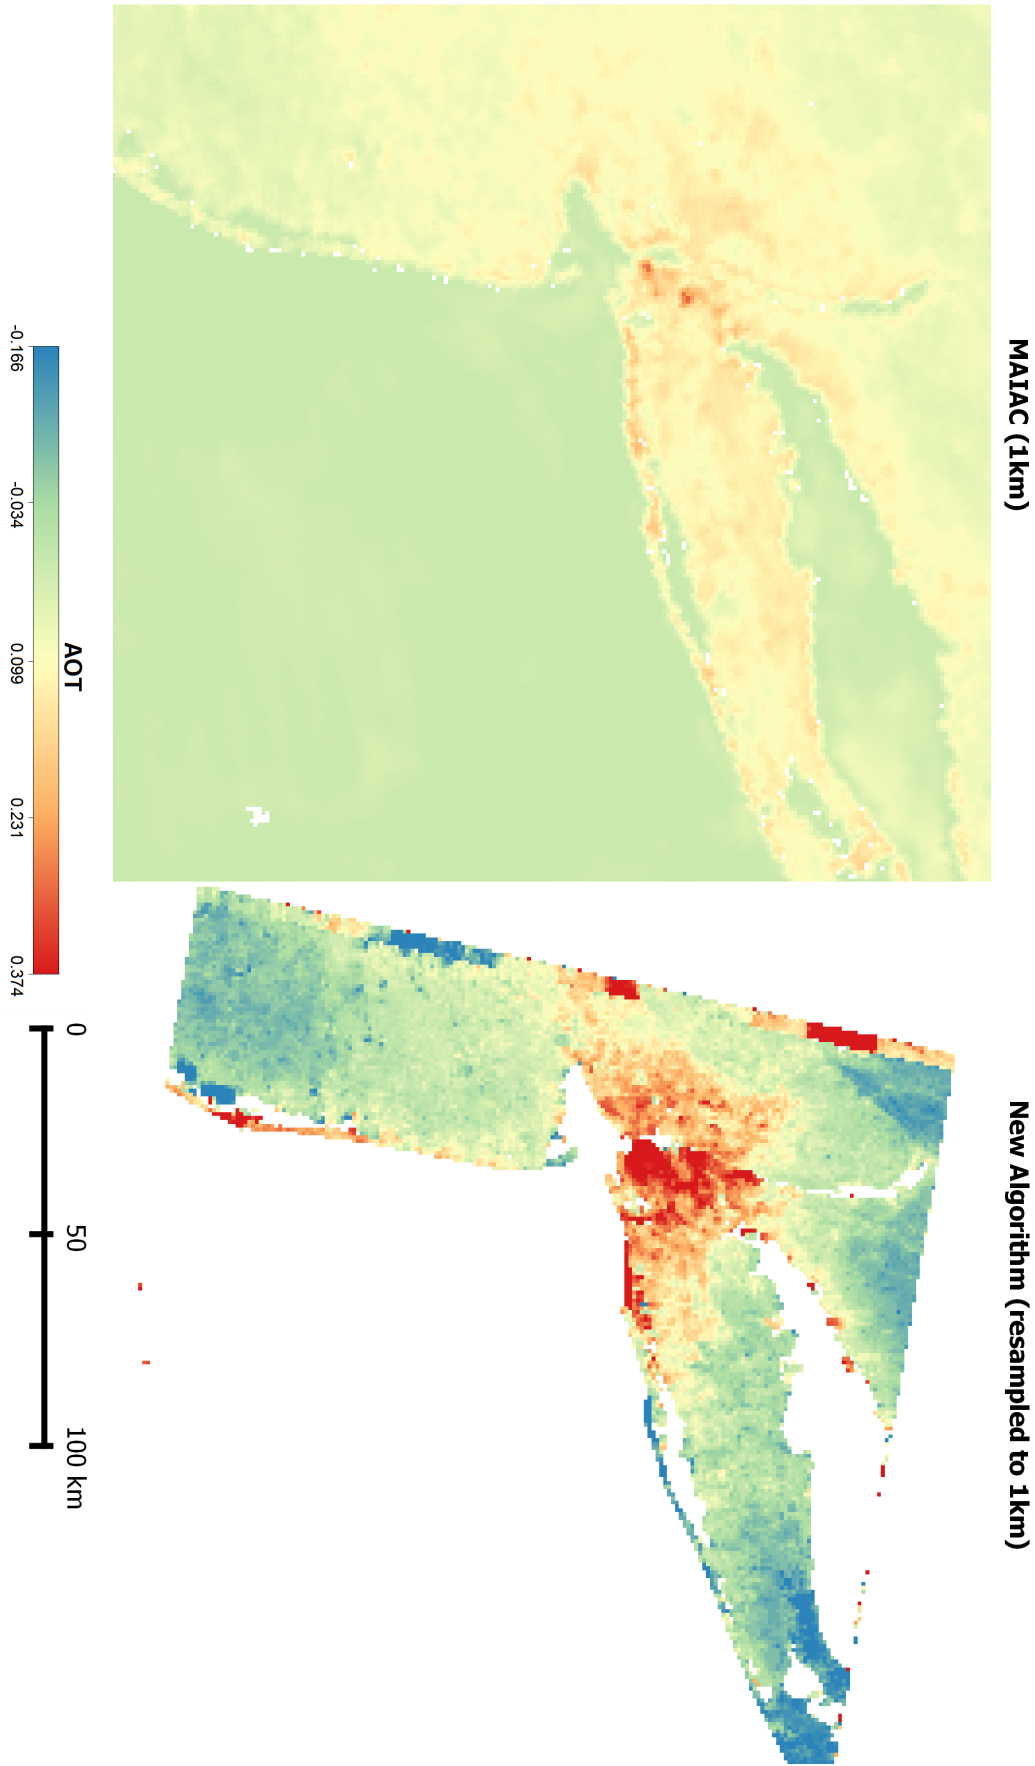 MAIAC (1km)
New Algorithm (resampled to 1km)
AOT
-0.166 -0.034 0.099 0.231 0.374
0 50 100 km